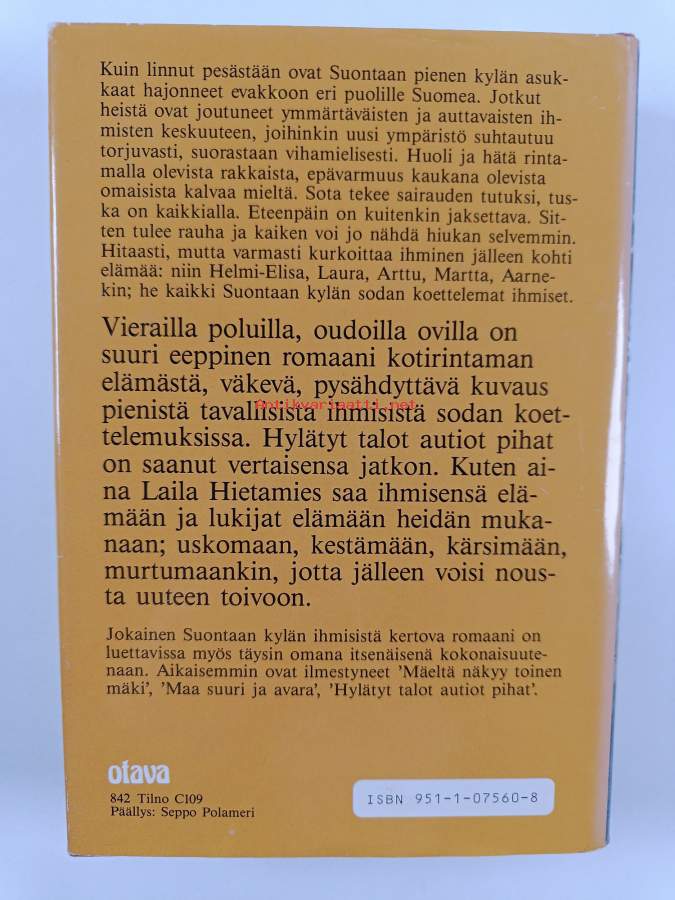 Kuin linnut pesästään ovat Suontaan pienen kylän asuk-
kaat hajonneet evakkoon eri puolille Suomea. Jotkut
heistä ovat joutuneet ymmärtäväisten ja auttavaisten ih-
misten keskuuteen, joihinkin uusi ympäristö suhtautuu
torjuvasti, suorastaan vihamielisesti. Huoli ja hätä rinta-
malla olevista rakkaista, epävarmuus kaukana olevista
omaisista kalvaa mieltä. Sota tekee sairauden tutuksi, tus-
ka on kaikkialla. Eteenpäin on kuitenkin jaksettava. Sit-
ten tulee rauha ja kaiken voi jo nähdä hiukan selvemmin.
Hitaasti, mutta varmasti kurkoittaa ihminen jälleen kohti
elämää: niin Helmi-Elisa, Laura, Arttu, Martta, Aarne-
kin; he kaikki Suontaan kylän sodan koettelemat ihmiset.
Vierailla poluilla, oudoilla ovilla on
suuri eeppinen romaani kotirintaman
elämästä, väkevä, pysähdyttävä kuvaus
pienistä tavallisista ihmisistä sodan koet-
Antikvariaatti.net
telemuksissa. Hylätyt talot autiot pihat
on saanut vertaisensa jatkon. Kuten ai-
na Laila Hietamies saa ihmisensä elä-
mään ja lukijat elämään heidän muka-
naan; uskomaan, kestämään, kärsimään,
murtumaankin, jotta jälleen voisi nous-
ta uuteen toivoon.
Jokainen Suontaan kylän ihmisistä kertova romaani on
luettavissa myös täysin omana itsenäisenä kokonaisuute-
naan. Aikaisemmin ovat ilmestyneet 'Mäeltä näkyy toinen
mäki', 'Maa suuri ja avara', 'Hylätyt talot autiot pihat'.
otava
842 Tilno C109
Päällys: Seppo Polameri
ISBN 951-1-07560-8